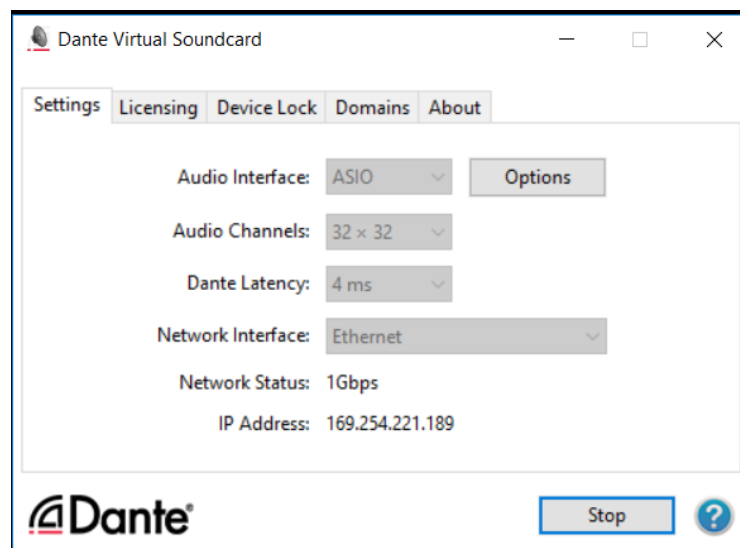 Dante Virtual Soundcard
Settings Licensing Device Lock Domains About
Audio Interface: ASIO Options
Audio Channels: 32 × 32
Dante Latency: 4 ms
Network Interface: Ethernet
Network Status: 1Gbps
IP Address: 169.254.221.189
Dante® Stop ?